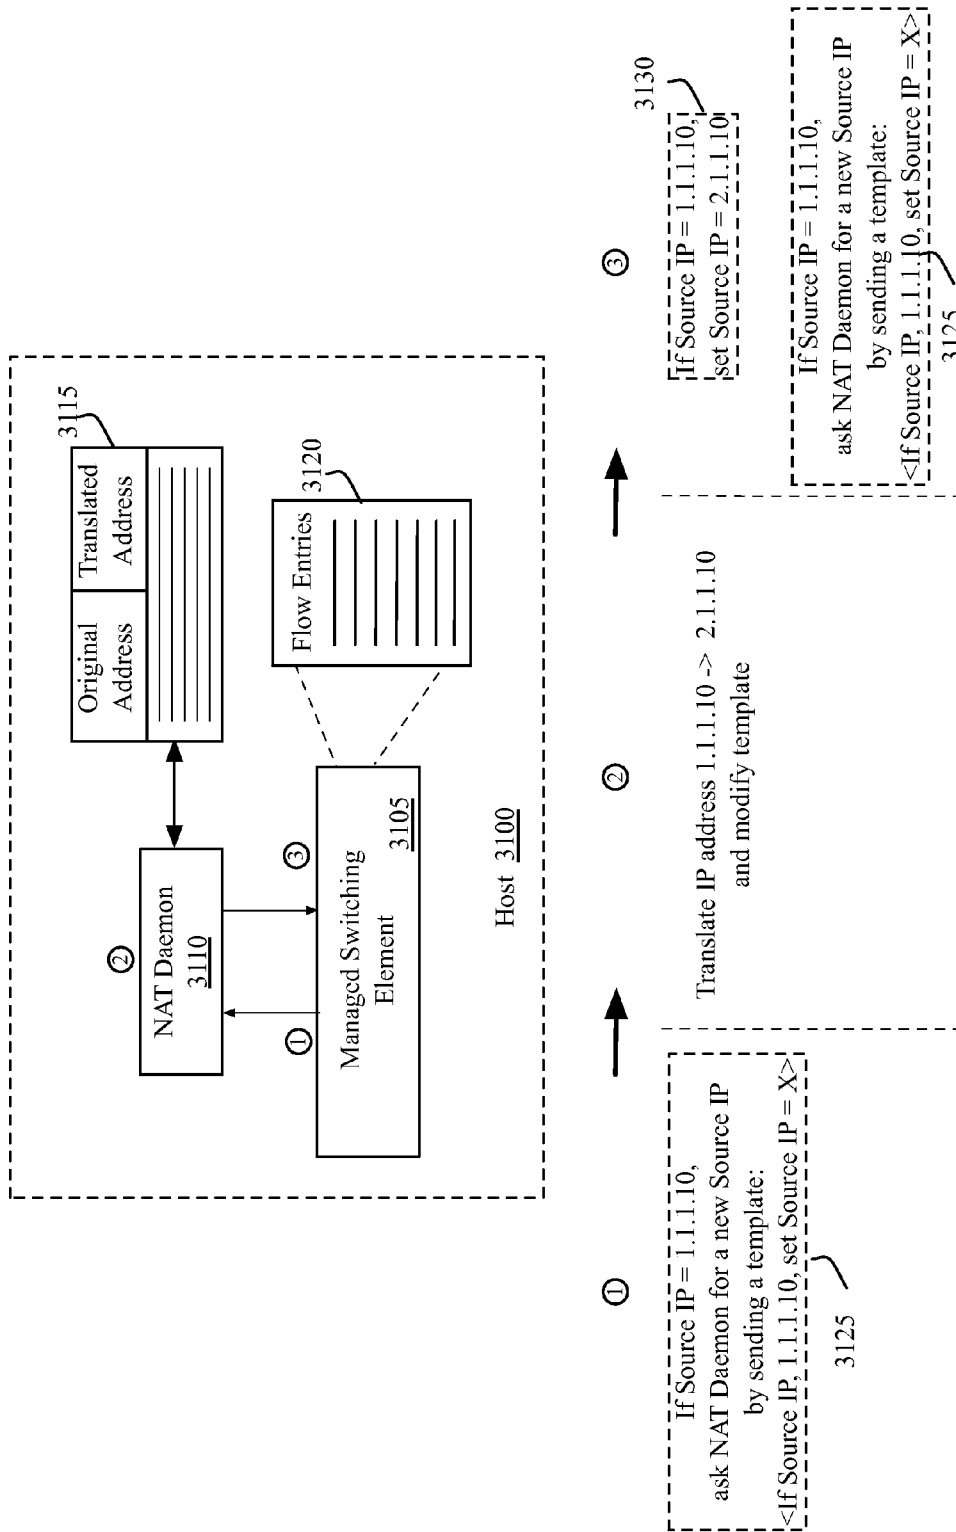 Original
Address
Translated
Address
3115
②
NAT Daemon
3110
Flow Entries
3120
①
③
Managed Switching
Element
3105
Host 3100
①
If Source IP = 1.1.1.10,
ask NAT Daemon for a new Source IP
by sending a template:
<If Source IP, 1.1.1.10, set Source IP = X>
3125
②
Translate IP address 1.1.1.10 -> 2.1.1.10
and modify template
③
If Source IP = 1.1.1.10,
set Source IP = 2.1.1.10
3130
If Source IP = 1.1.1.10,
ask NAT Daemon for a new Source IP
by sending a template:
<If Source IP, 1.1.1.10, set Source IP = X>
3125